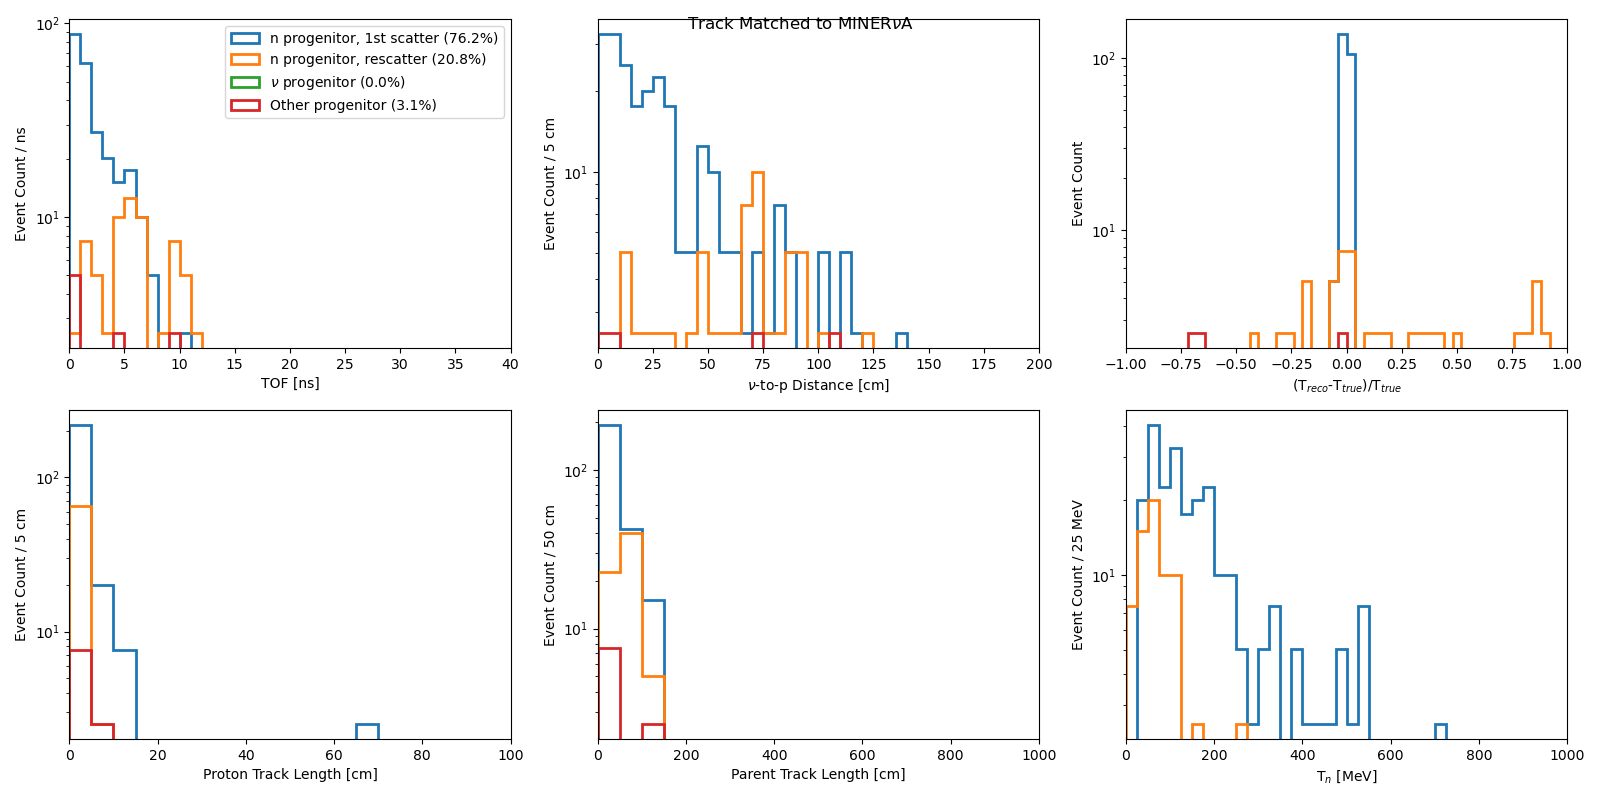 Track Matched to MINERνA
10²
10¹
Event Count / ns
n progenitor, 1st scatter (76.2%)
n progenitor, rescatter (20.8%)
ν progenitor (0.0%)
Other progenitor (3.1%)
0 5 10 15 20 25 30 35 40
TOF [ns]
10¹
Event Count / 5 cm
0 25 50 75 100 125 150 175 200
ν-to-p Distance [cm]
10²
10¹
Event Count
−1.00 −0.75 −0.50 −0.25 0.00 0.25 0.50 0.75 1.00
(T_reco-T_true)/T_true
10²
10¹
Event Count / 5 cm
0 20 40 60 80 100
Proton Track Length [cm]
10²
10¹
Event Count / 50 cm
0 200 400 600 800 1000
Parent Track Length [cm]
10¹
Event Count / 25 MeV
0 200 400 600 800 1000
T_n [MeV]